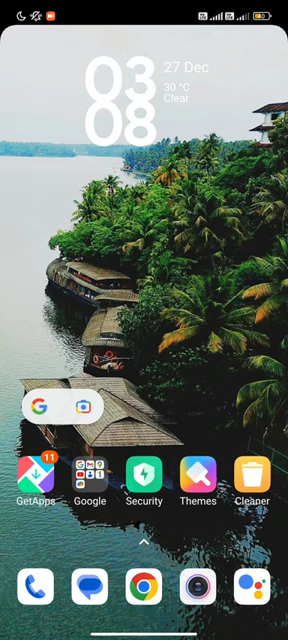 03
08
27 Dec
30 °C
Clear
11
GetApps
Google
Security
Themes
Cleaner